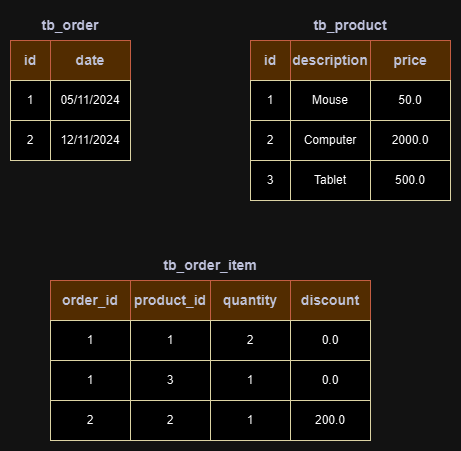 tb_order
id date
1 05/11/2024
2 12/11/2024
tb_product
id description price
1 Mouse 50.0
2 Computer 2000.0
3 Tablet 500.0
tb_order_item
order_id product_id quantity discount
1 1 2 0.0
1 3 1 0.0
2 2 1 200.0